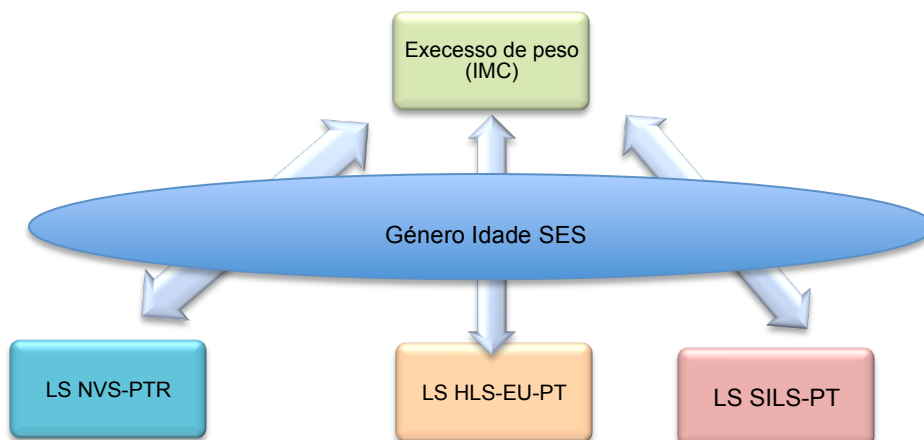 Execesso de peso
(IMC)
Género Idade SES
LS NVS-PTR
LS HLS-EU-PT
LS SILS-PT